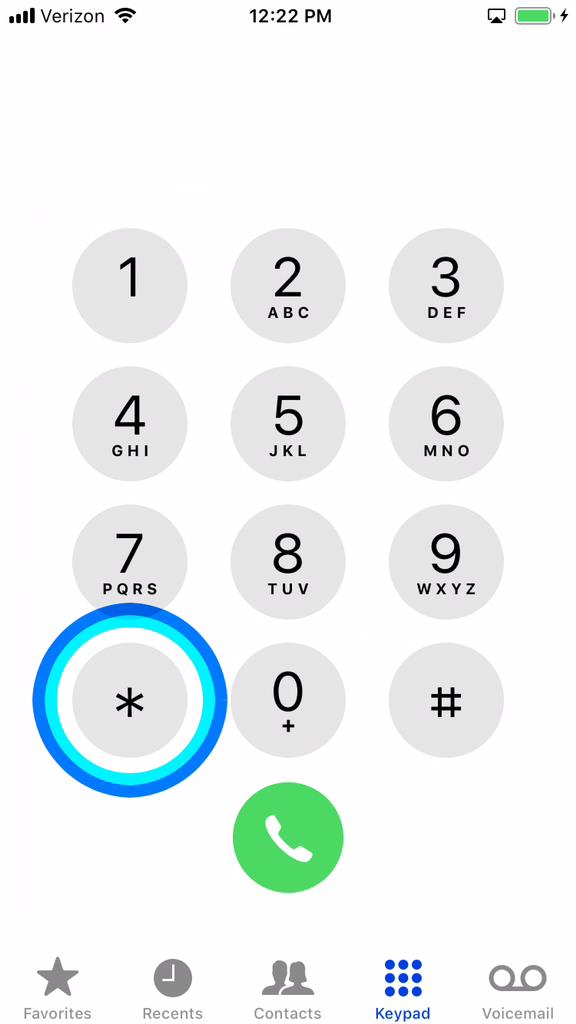 Verizon 12:22 PM
1 2 3
ABC DEF
4 5 6
GHI JKL MNO
7 8 9
PQRS TUV WXYZ
* 0 #
+
Favorites Recents Contacts Keypad Voicemail